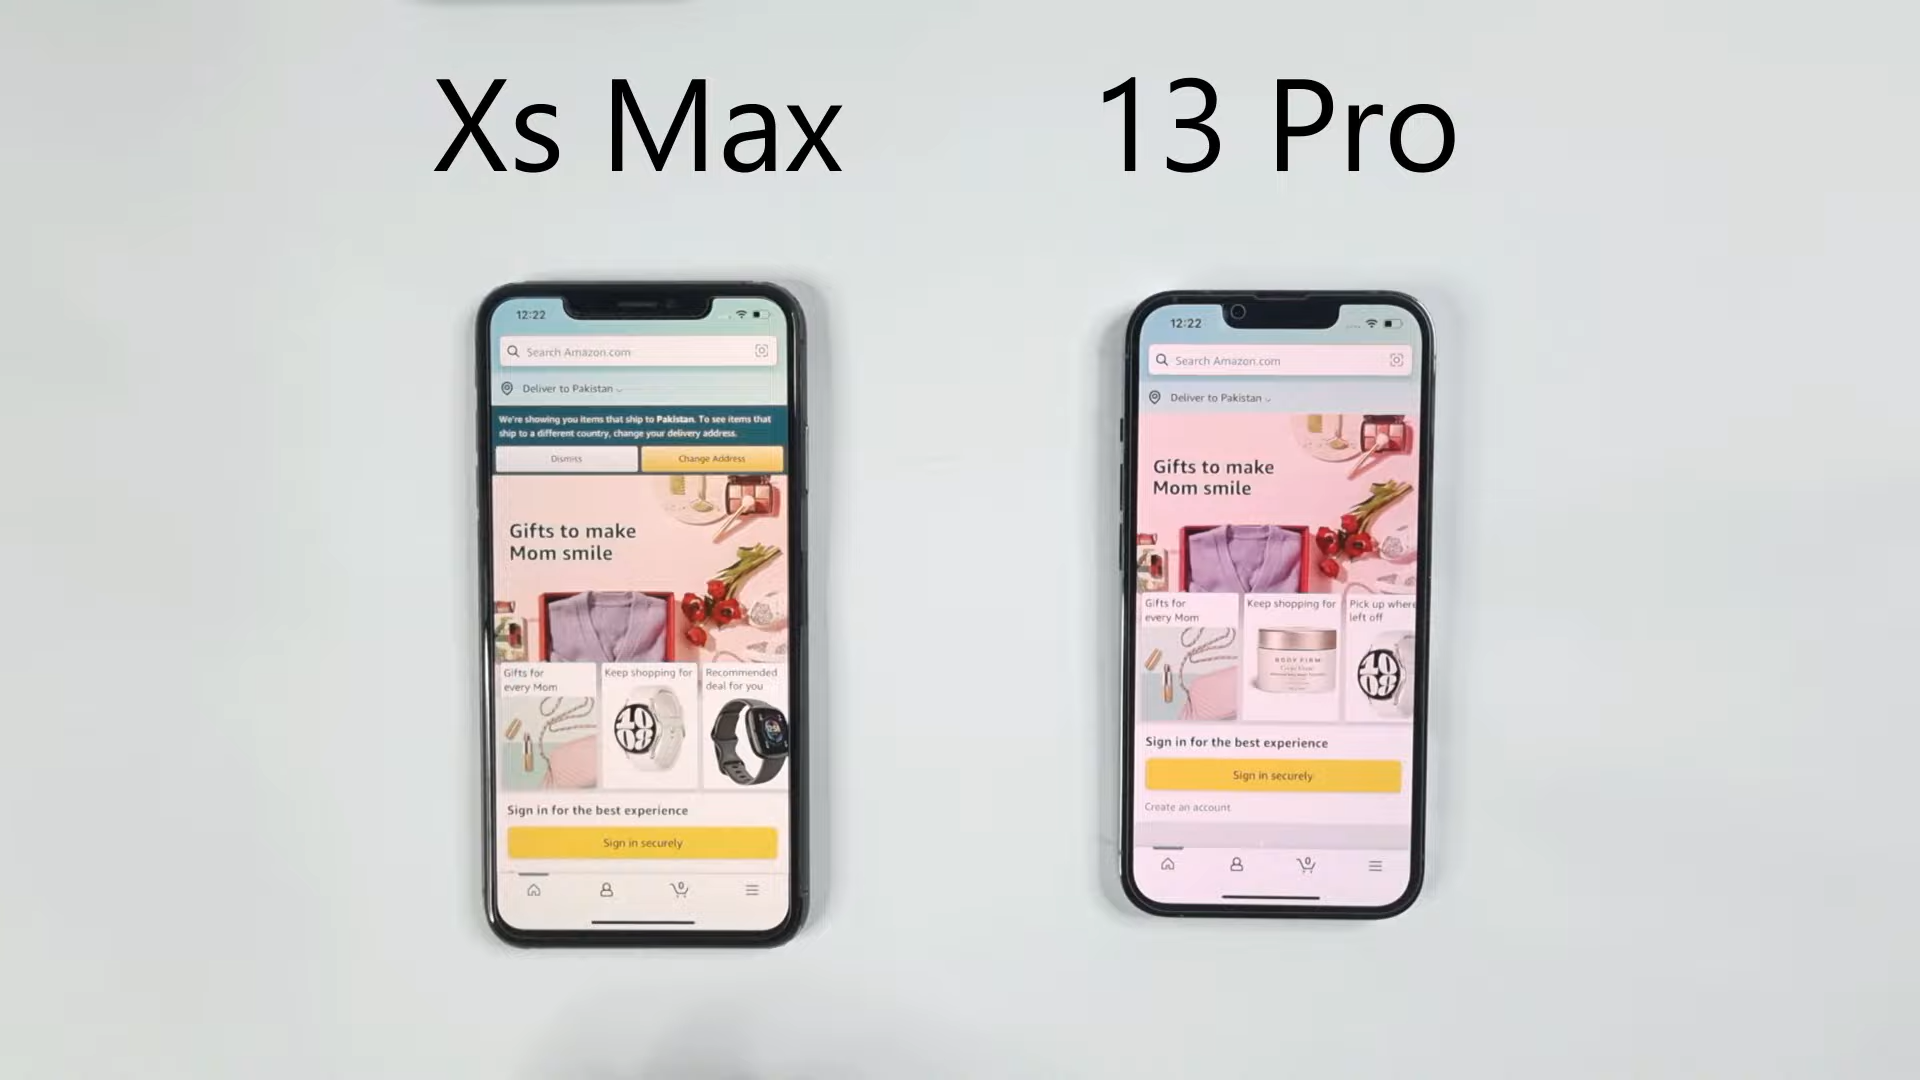 Xs Max
13 Pro
12:22
Search Amazon.com
Deliver to Pakistan
We're showing you items that ship to Pakistan. To see items that
ship to a different country, change your delivery address.
Dismiss
Change Address
Gifts to make
Mom smile
Gifts for
every Mom
Keep shopping for
Recommended
deal for you
Sign in for the best experience
Sign in securely
0
12:22
Search Amazon.com
Deliver to Pakistan
Gifts to make
Mom smile
Gifts for
every Mom
Keep shopping for
BODY FIRM
Pick up where
left off
Sign in for the best experience
Sign in securely
Create an account
0